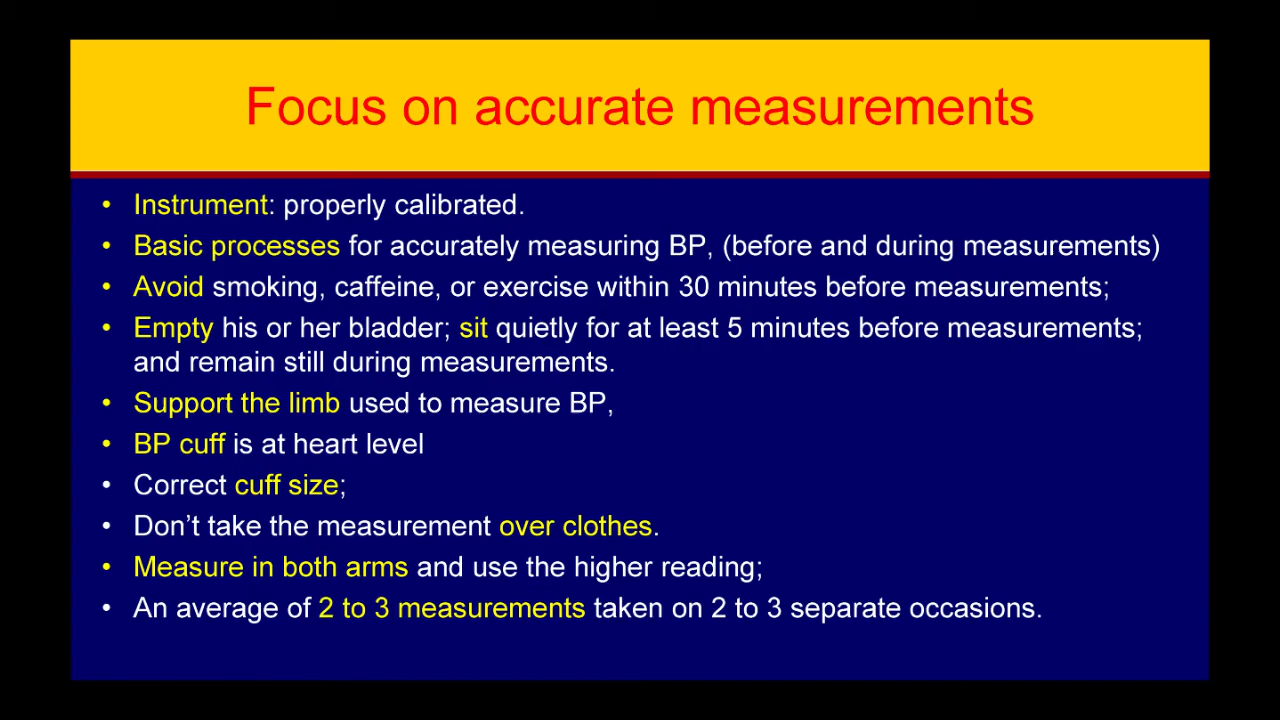 Focus on accurate measurements
• Instrument: properly calibrated.
• Basic processes for accurately measuring BP, (before and during measurements)
• Avoid smoking, caffeine, or exercise within 30 minutes before measurements;
• Empty his or her bladder; sit quietly for at least 5 minutes before measurements;
and remain still during measurements.
• Support the limb used to measure BP,
• BP cuff is at heart level
• Correct cuff size;
• Don’t take the measurement over clothes.
• Measure in both arms and use the higher reading;
• An average of 2 to 3 measurements taken on 2 to 3 separate occasions.